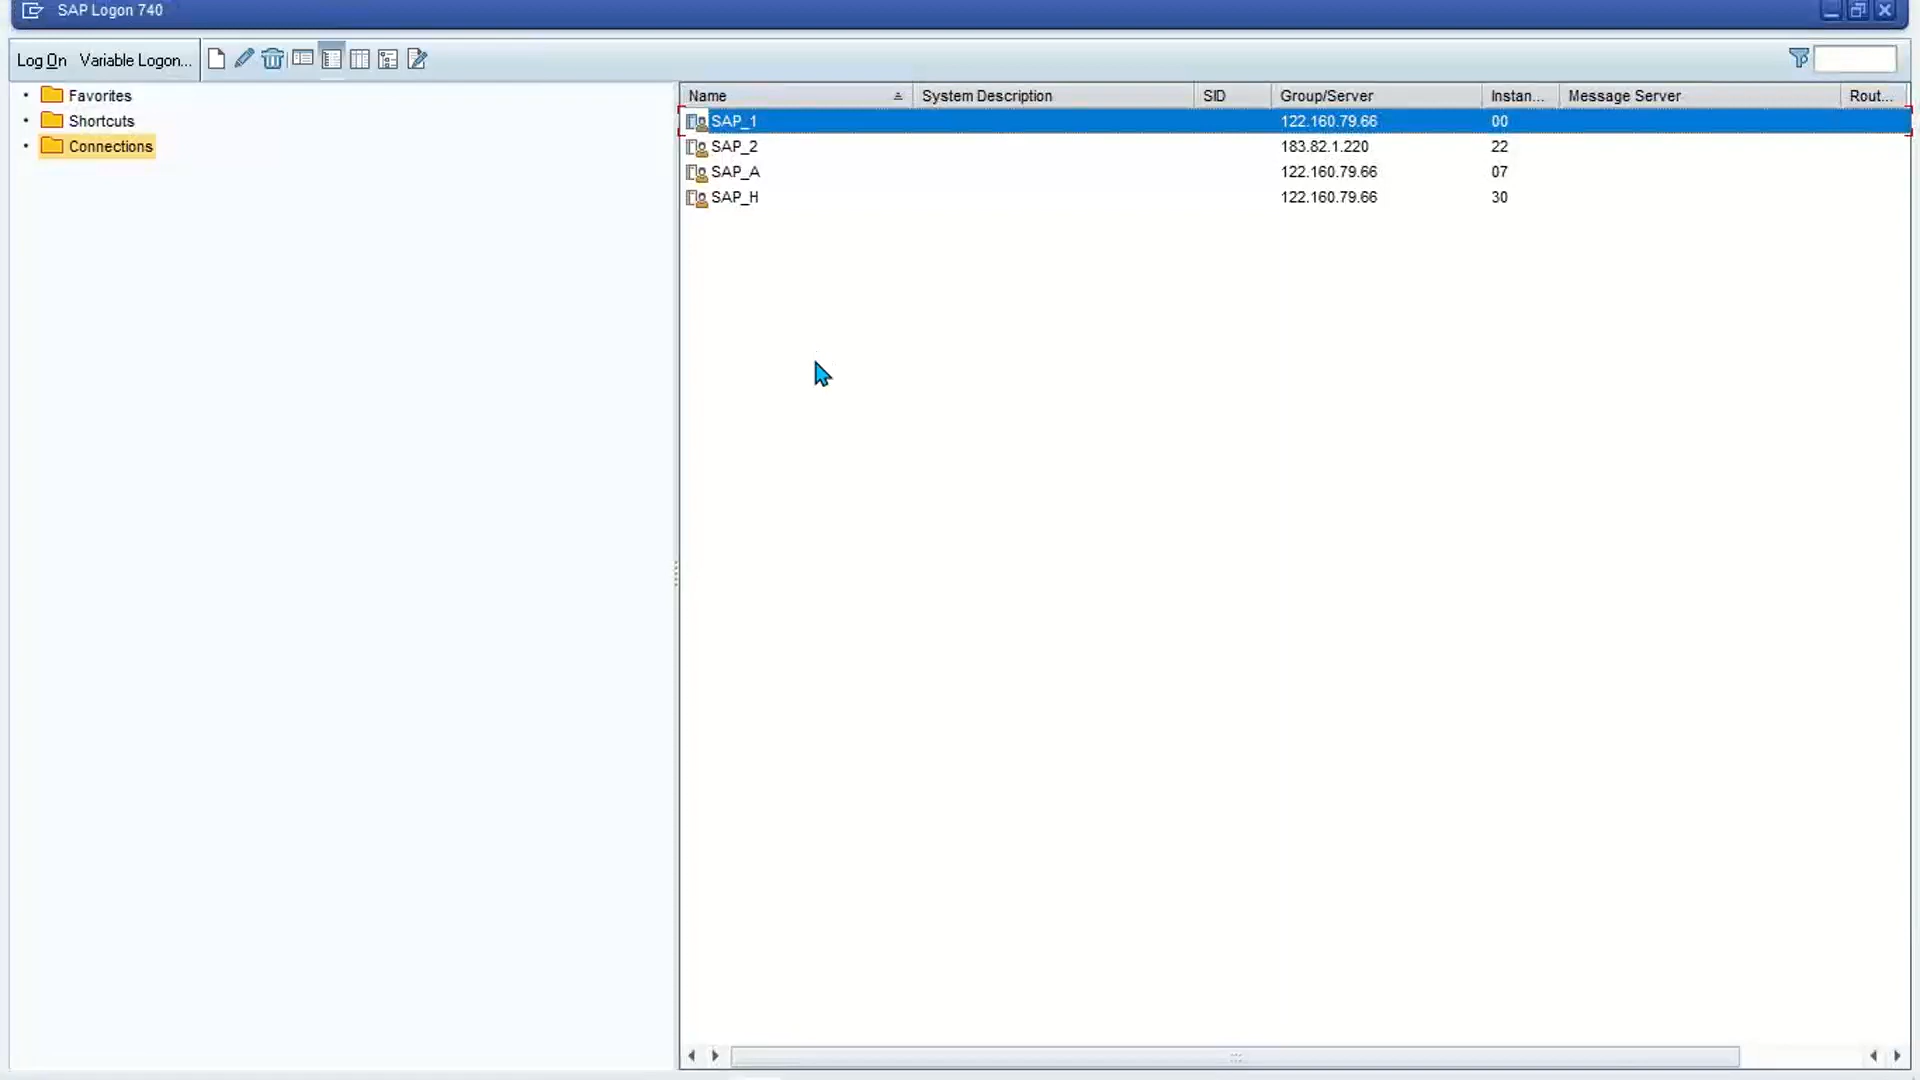 SAP Logon 740
Log On Variable Logon...
Favorites
Shortcuts
Connections
Name System Description SID Group/Server Instan... Message Server Rout...
SAP_1 122.160.79.66 00
SAP_2 183.82.1.220 22
SAP_A 122.160.79.66 07
SAP_H 122.160.79.66 30